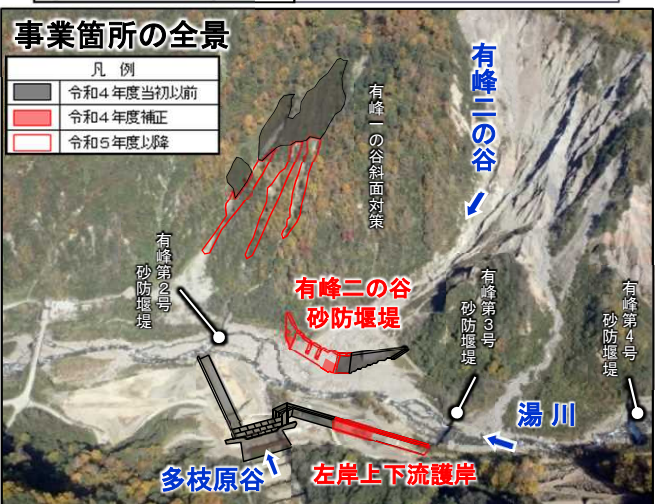 事業箇所の全景
凡 例
令和4年度当初以前
令和4年度補正
令和5年度以降
有峰一の谷斜面対策
有峰二の谷
有峰第2号
砂防堰堤
有峰二の谷
砂防堰堤
有峰第3号
砂防堰堤
有峰第4号
砂防堰堤
湯川
多枝原谷
左岸上下流護岸